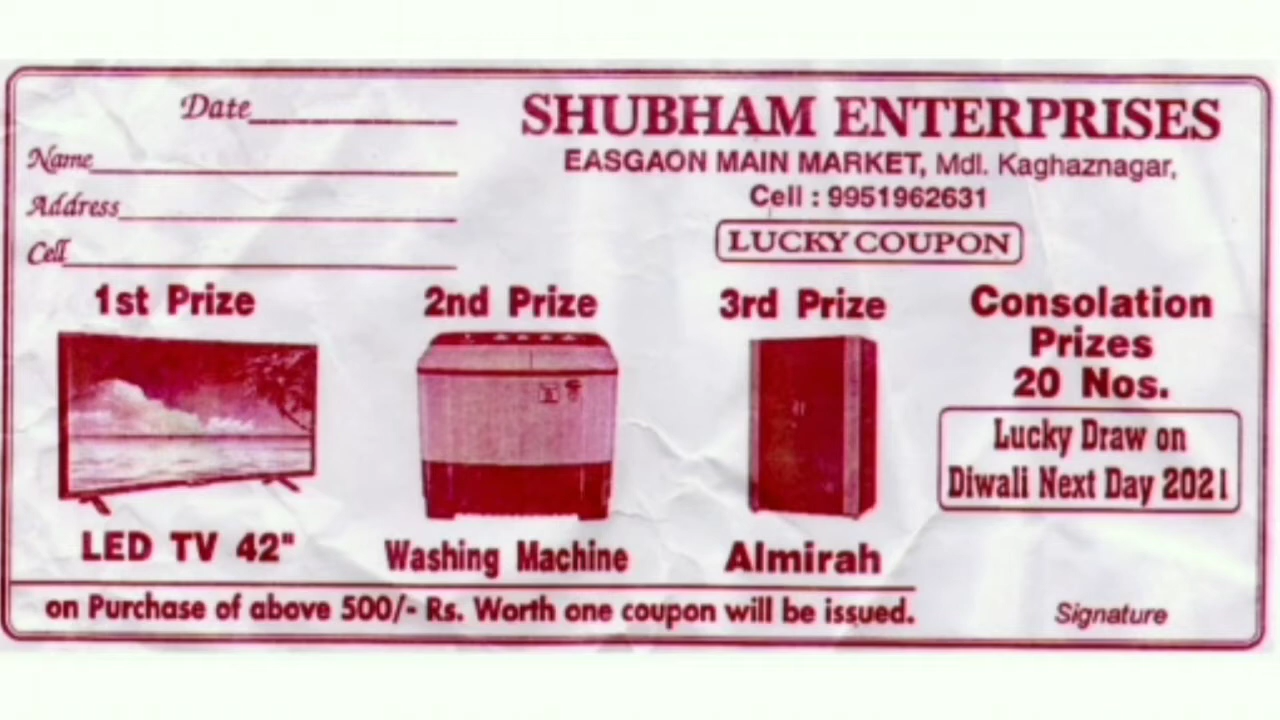 Date
Name
Address
Cell
SHUBHAM ENTERPRISES
EASGAON MAIN MARKET, Mdl. Kaghaznagar,
Cell : 9951962631
LUCKY COUPON
1st Prize
LED TV 42"
2nd Prize
Washing Machine
3rd Prize
Almirah
Consolation
Prizes
20 Nos.
Lucky Draw on
Diwali Next Day 2021
on Purchase of above 500/- Rs. Worth one coupon will be issued.
Signature